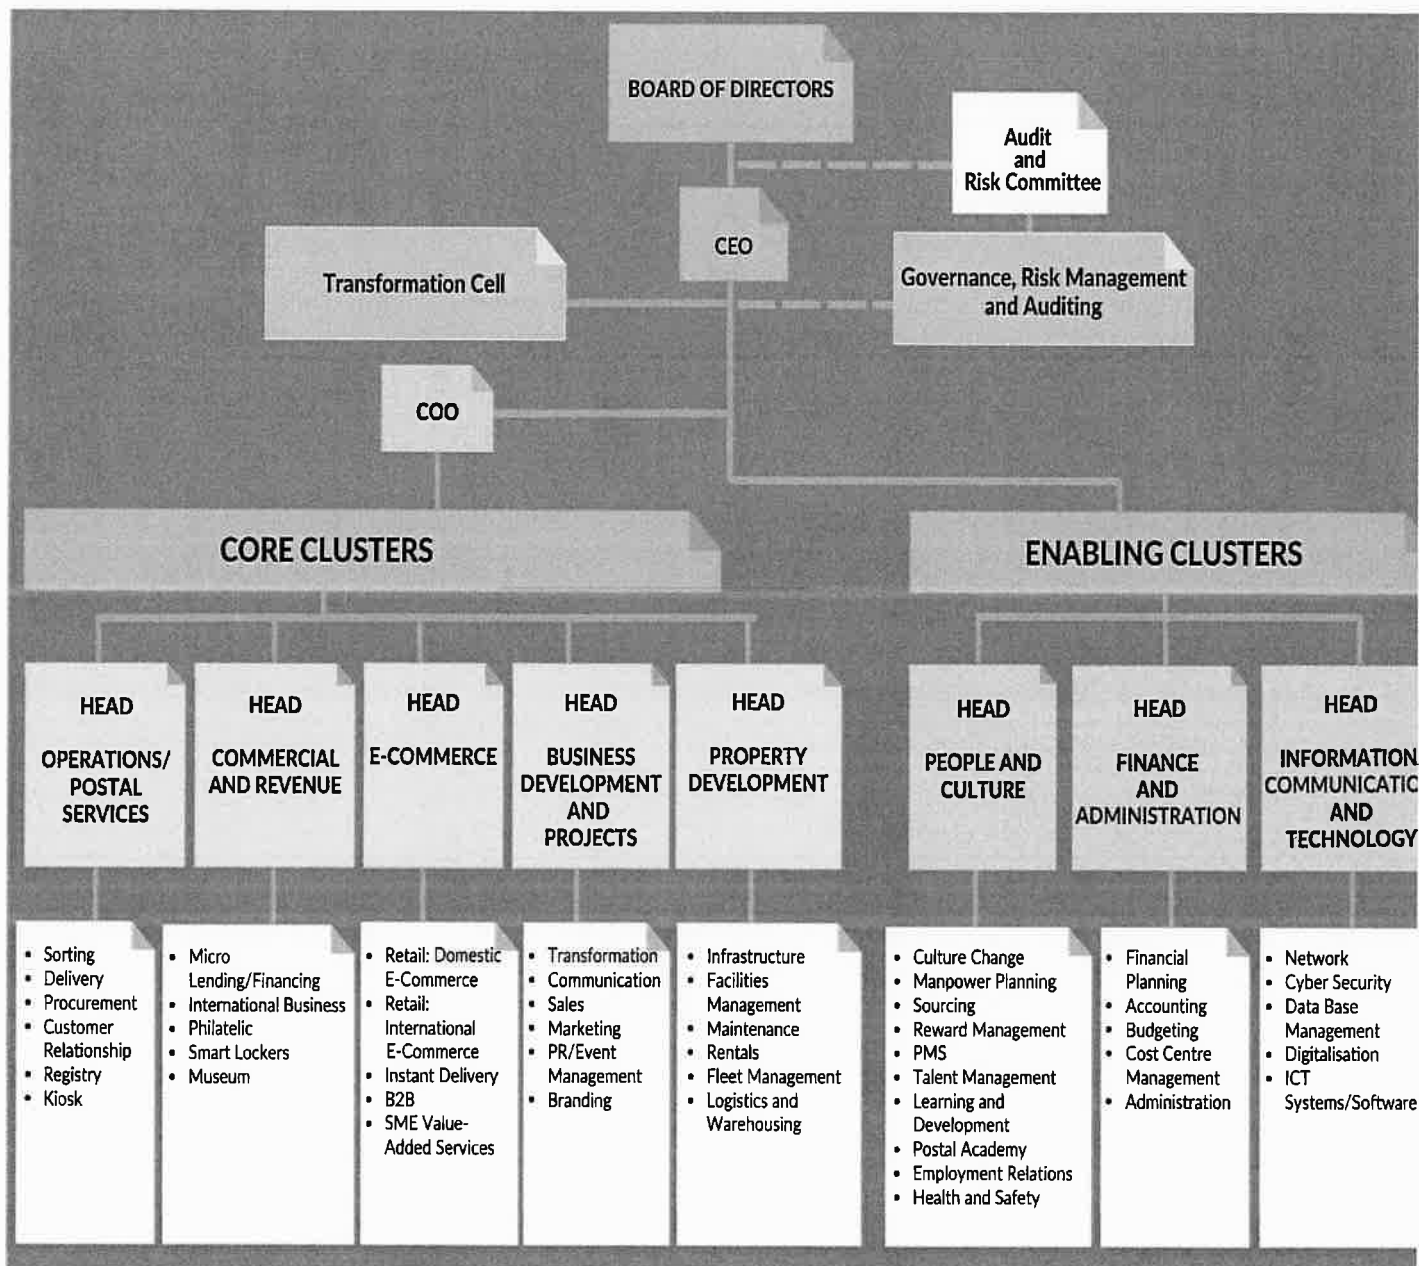 BOARD OF DIRECTORS
Audit
and
Risk Committee
CEO
Transformation Cell
Governance, Risk Management
and Auditing
COO
CORE CLUSTERS
ENABLING CLUSTERS
HEAD
OPERATIONS/
POSTAL
SERVICES
HEAD
COMMERCIAL
AND REVENUE
HEAD
E-COMMERCE
HEAD
BUSINESS
DEVELOPMENT
AND
PROJECTS
HEAD
PROPERTY
DEVELOPMENT
HEAD
PEOPLE AND
CULTURE
HEAD
FINANCE
AND
ADMINISTRATION
HEAD
INFORMATION
COMMUNICATIO
AND
TECHNOLOGY
• Sorting
• Delivery
• Procurement
• Customer
Relationship
• Registry
• Kiosk
• Micro
Lending/Financing
• International Business
• Philatelic
• Smart Lockers
• Museum
• Retail: Domestic
E-Commerce
• Retail:
International
E-Commerce
• Instant Delivery
• B2B
• SME Value-
Added Services
• Transformation
• Communication
• Sales
• Marketing
• PR/Event
Management
• Branding
• Infrastructure
• Facilities
Management
• Maintenance
• Rentals
• Fleet Management
• Logistics and
Warehousing
• Culture Change
• Manpower Planning
• Sourcing
• Reward Management
• PMS
• Talent Management
• Learning and
Development
• Postal Academy
• Employment Relations
• Health and Safety
• Financial
Planning
• Accounting
• Budgeting
• Cost Centre
Management
• Administration
• Network
• Cyber Security
• Data Base
Management
• Digitalisation
• ICT
Systems/Software